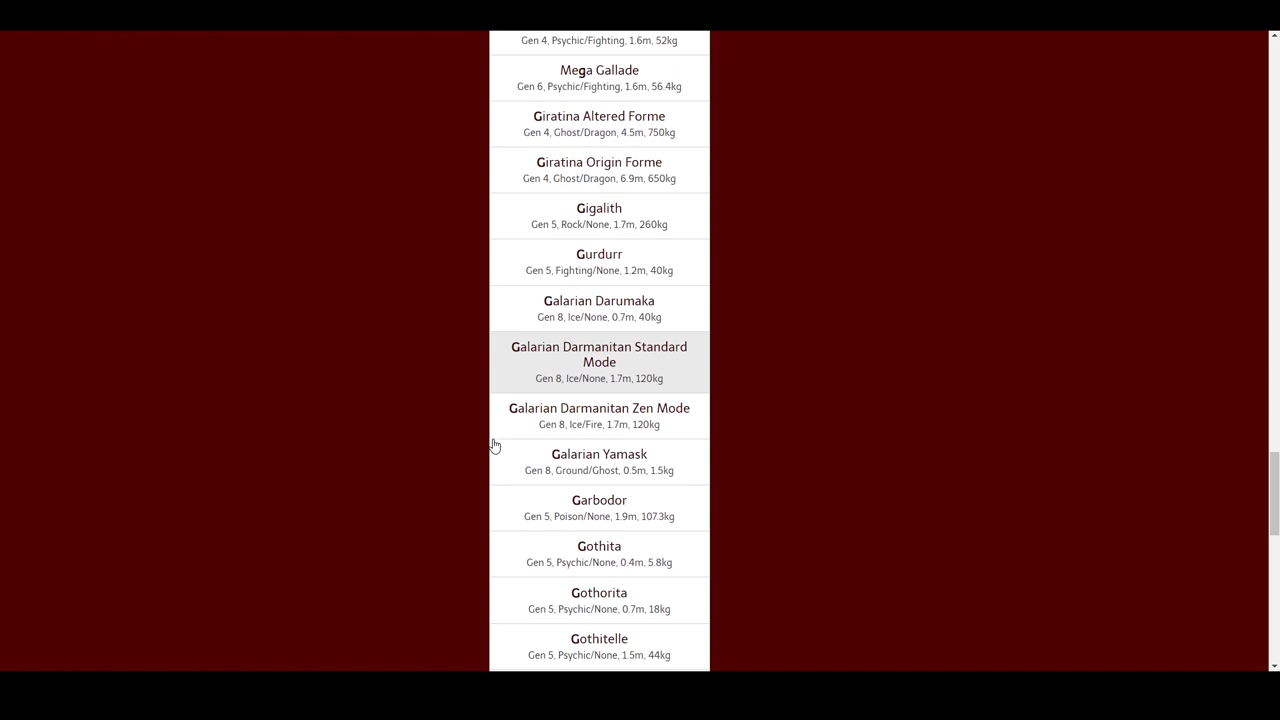 Gen 4, Psychic/Fighting, 1.6m, 52kg
Mega Gallade
Gen 6, Psychic/Fighting, 1.6m, 56.4kg
Giratina Altered Forme
Gen 4, Ghost/Dragon, 4.5m, 750kg
Giratina Origin Forme
Gen 4, Ghost/Dragon, 6.9m, 650kg
Gigalith
Gen 5, Rock/None, 1.7m, 260kg
Gurdurr
Gen 5, Fighting/None, 1.2m, 40kg
Galarian Darumaka
Gen 8, Ice/None, 0.7m, 40kg
Galarian Darmanitan Standard
Mode
Gen 8, Ice/None, 1.7m, 120kg
Galarian Darmanitan Zen Mode
Gen 8, Ice/Fire, 1.7m, 120kg
Galarian Yamask
Gen 8, Ground/Ghost, 0.5m, 1.5kg
Garbodor
Gen 5, Poison/None, 1.9m, 107.3kg
Gothita
Gen 5, Psychic/None, 0.4m, 5.8kg
Gothorita
Gen 5, Psychic/None, 0.7m, 18kg
Gothitelle
Gen 5, Psychic/None, 1.5m, 44kg